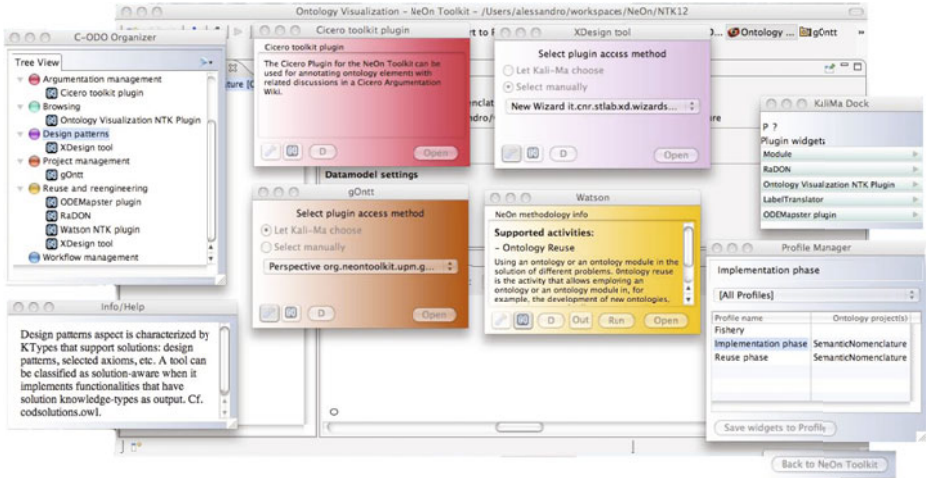 Ontology Visualization – NeOn Toolkit – /Users/alessandro/workspaces/NeOn/NTK12
C-ODO Organizer
Tree View
Argumentation management
Cicero toolkit plugin
Browsing
Ontology Visualization NTK Plugin
Design patterns
XDesign tool
Project management
gOntt
Reuse and reengineering
ODEMapster plugin
RaDON
Watson NTK plugin
XDesign tool
Workflow management
Cicero toolkit plugin
Cicero toolkit plugin
The Cicero Plugin for the NeOn Toolkit can be
used for annotating ontology elements with
related discussions in a Cicero Argumentation
Wiki.
D
Open
XDesign tool
Select plugin access method
Let Kali-Ma choose
Select manually
New Wizard it.cnr.stlab.xd.wizards...
D
Open
Ontology ...
gOntt
KaliMa Dock
P ?
Plugin widgets
Module
RaDON
Ontology Visualization NTK Plugin
LabelTranslator
ODEMapster plugin
Datamodel settings
gOntt
Select plugin access method
Let Kali-Ma choose
Select manually
Perspective org.neontoolkit.upm.g...
D
Open
Watson
NeOn methodology info
Supported activities:
- Ontology Reuse
Using an ontology or an ontology module in the
solution of different problems. Ontology reuse
is the activity that allows employing an
ontology or an ontology module in, for
example, the development of new ontologies,
D
Out
Run
Open
Profile Manager
Implementation phase
[All Profiles]
Profile name Ontology project(s)
Fishery
Implementation phase SemanticNomenclature
Reuse phase SemanticNomenclature
Save widgets to Profile
Info/Help
Design patterns aspect is characterized by
KTypes that support solutions: design
patterns, selected axioms, etc. A tool can
be classified as solution-aware when it
implements functionalities that have
solution knowledge-types as output. Cf.
codsolutions.owl.
Back to NeOn Toolkit